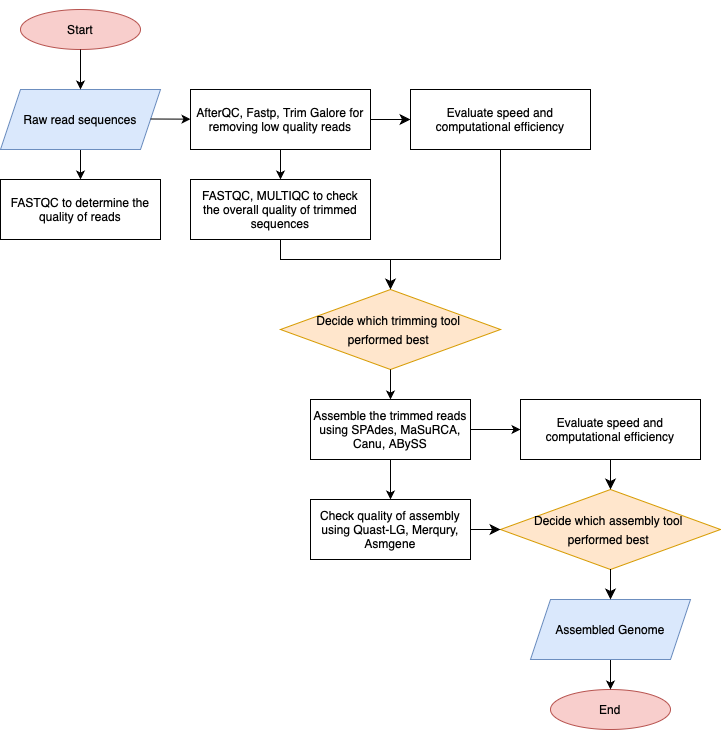 Start
Raw read sequences
AfterQC, Fastp, Trim Galore for
removing low quality reads
Evaluate speed and
computational efficiency
FASTQC to determine the
quality of reads
FASTQC, MULTIQC to check
the overall quality of trimmed
sequences
Decide which trimming tool
performed best
Assemble the trimmed reads
using SPAdes, MaSuRCA,
Canu, ABySS
Evaluate speed and
computational efficiency
Check quality of assembly
using Quast-LG, Merqury,
Asmgene
Decide which assembly tool
performed best
Assembled Genome
End